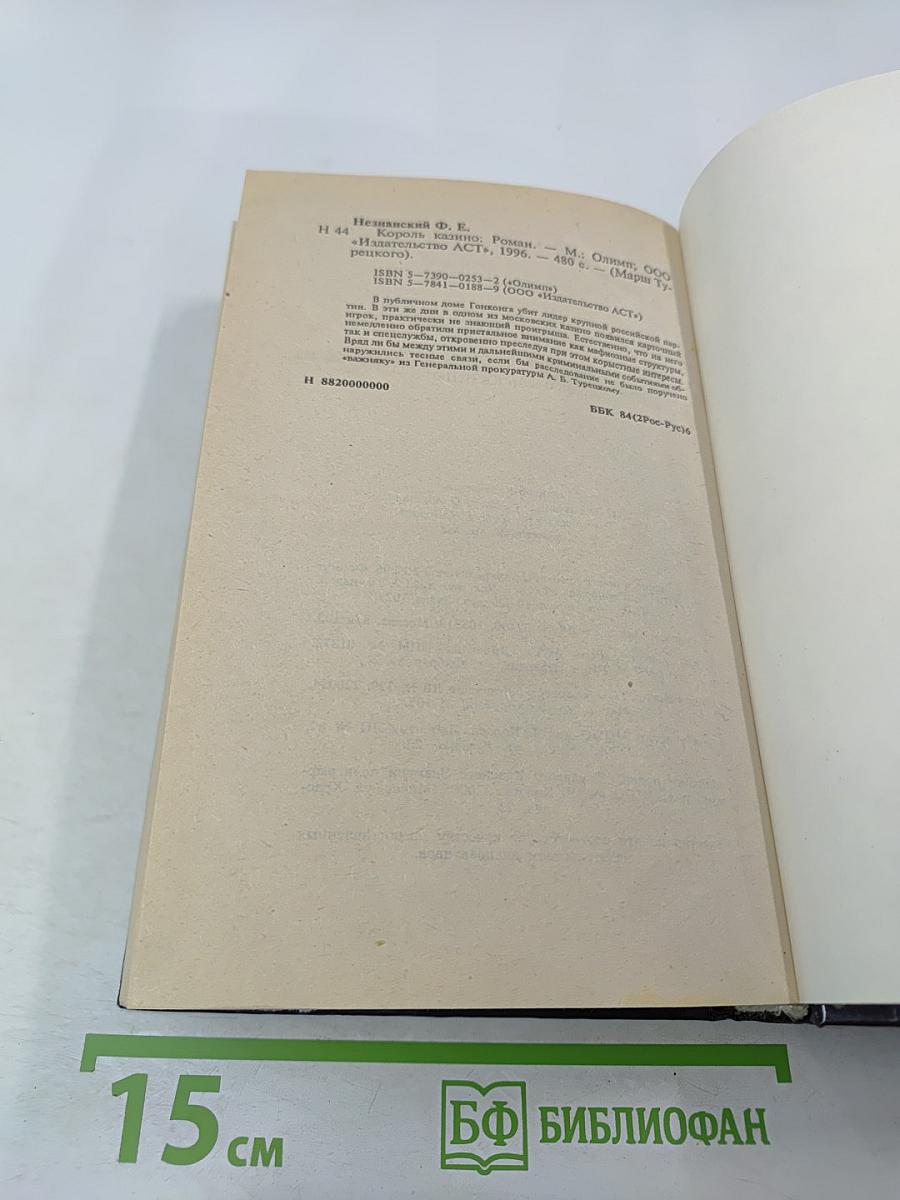 Незнанский Ф. Е.
Н 44 Король казино: Роман. — М.: Олимп; ООО
«Издательство АСТ», 1996. — 480 с. — (Марш Ту-
рецкого).
ISBN 5—7390—0253—2 («Олимп»)
ISBN 5—7841—0188—9 (ООО «Издательство АСТ»)
В публичном доме Гонконга убит лидер крупной российской пар-
тии. В эти же дни в одном из московских казино появился карточный
игрок, практически не знающий проигрыша. Естественно, что на него
немедленно обратили пристальное внимание как мафиозные структуры,
так и спецслужбы, откровенно преследуя при этом корыстные интересы.
Вряд ли бы между этими и дальнейшими криминальными событиями об-
наружились тесные связи, если бы расследование не было поручено
«важняку» из Генеральной прокуратуры А. Б. Турецкому.
Н 8820000000
ББК 84(2Рос-Рус)6
15 см
БФ БИБЛИОФАН